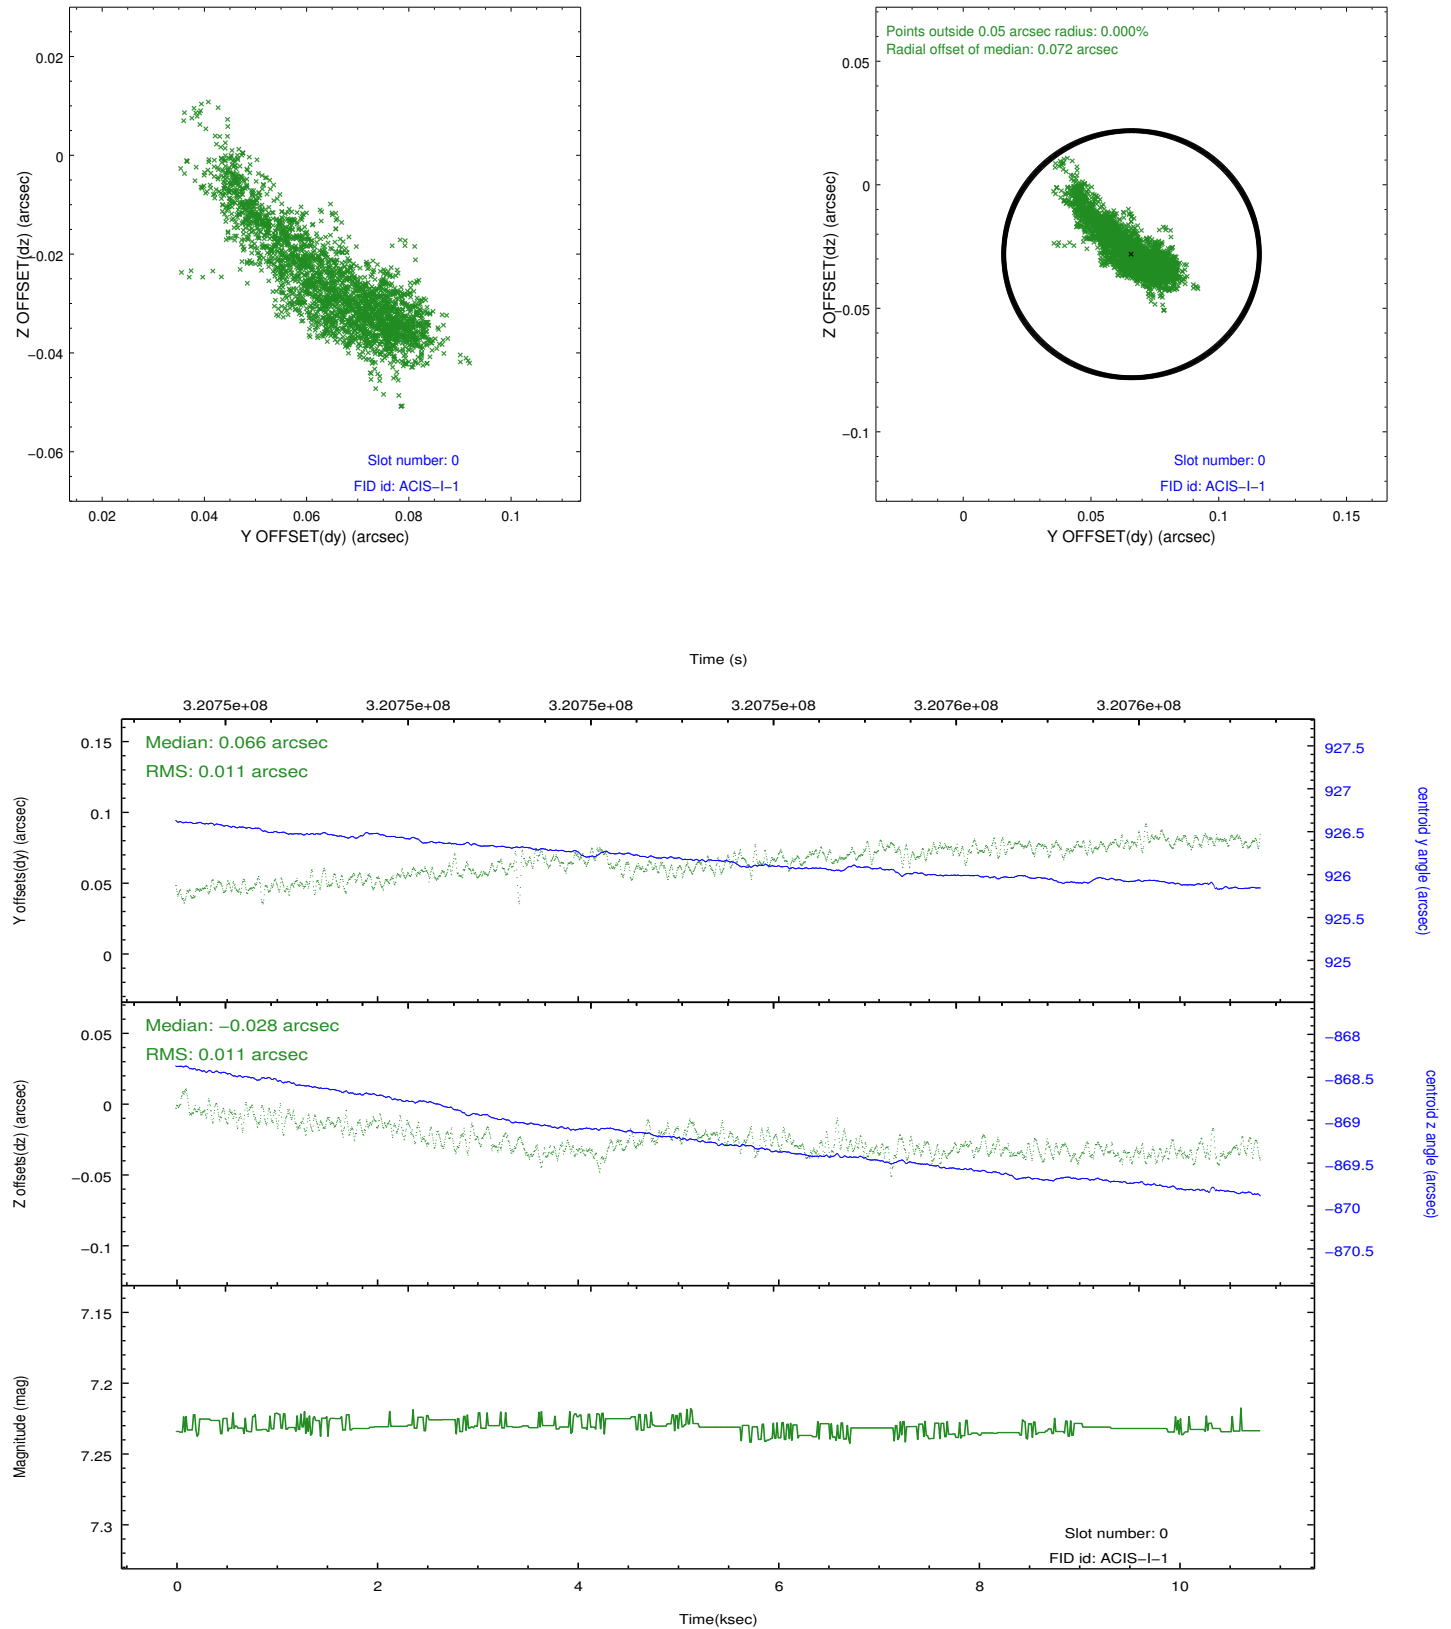 0.02
0
−0.02
−0.04
−0.06
Z OFFSET(dz) (arcsec)
Slot number: 0
FID id: ACIS−I−1
0.02
0.04
0.06
0.08
0.1
Y OFFSET(dy) (arcsec)
Points outside 0.05 arcsec radius: 0.000%
Radial offset of median: 0.072 arcsec
0.05
0
−0.05
−0.1
Z OFFSET(dz) (arcsec)
Slot number: 0
FID id: ACIS−I−1
0
0.05
0.1
0.15
Y OFFSET(dy) (arcsec)
Time (s)
3.2075e+08
3.2075e+08
3.2075e+08
3.2075e+08
3.2076e+08
3.2076e+08
Median: 0.066 arcsec
RMS: 0.011 arcsec
0.15
0.1
0.05
0
Y offsets(dy) (arcsec)
927.5
927
926.5
926
925.5
925
centroid y angle (arcsec)
Median: −0.028 arcsec
RMS: 0.011 arcsec
0.05
0
−0.05
−0.1
Z offsets(dz) (arcsec)
−868
−868.5
−869
−869.5
−870
−870.5
centroid z angle (arcsec)
7.15
7.2
7.25
7.3
Magnitude (mag)
Slot number: 0
FID id: ACIS−I−1
0
2
4
6
8
10
Time(ksec)